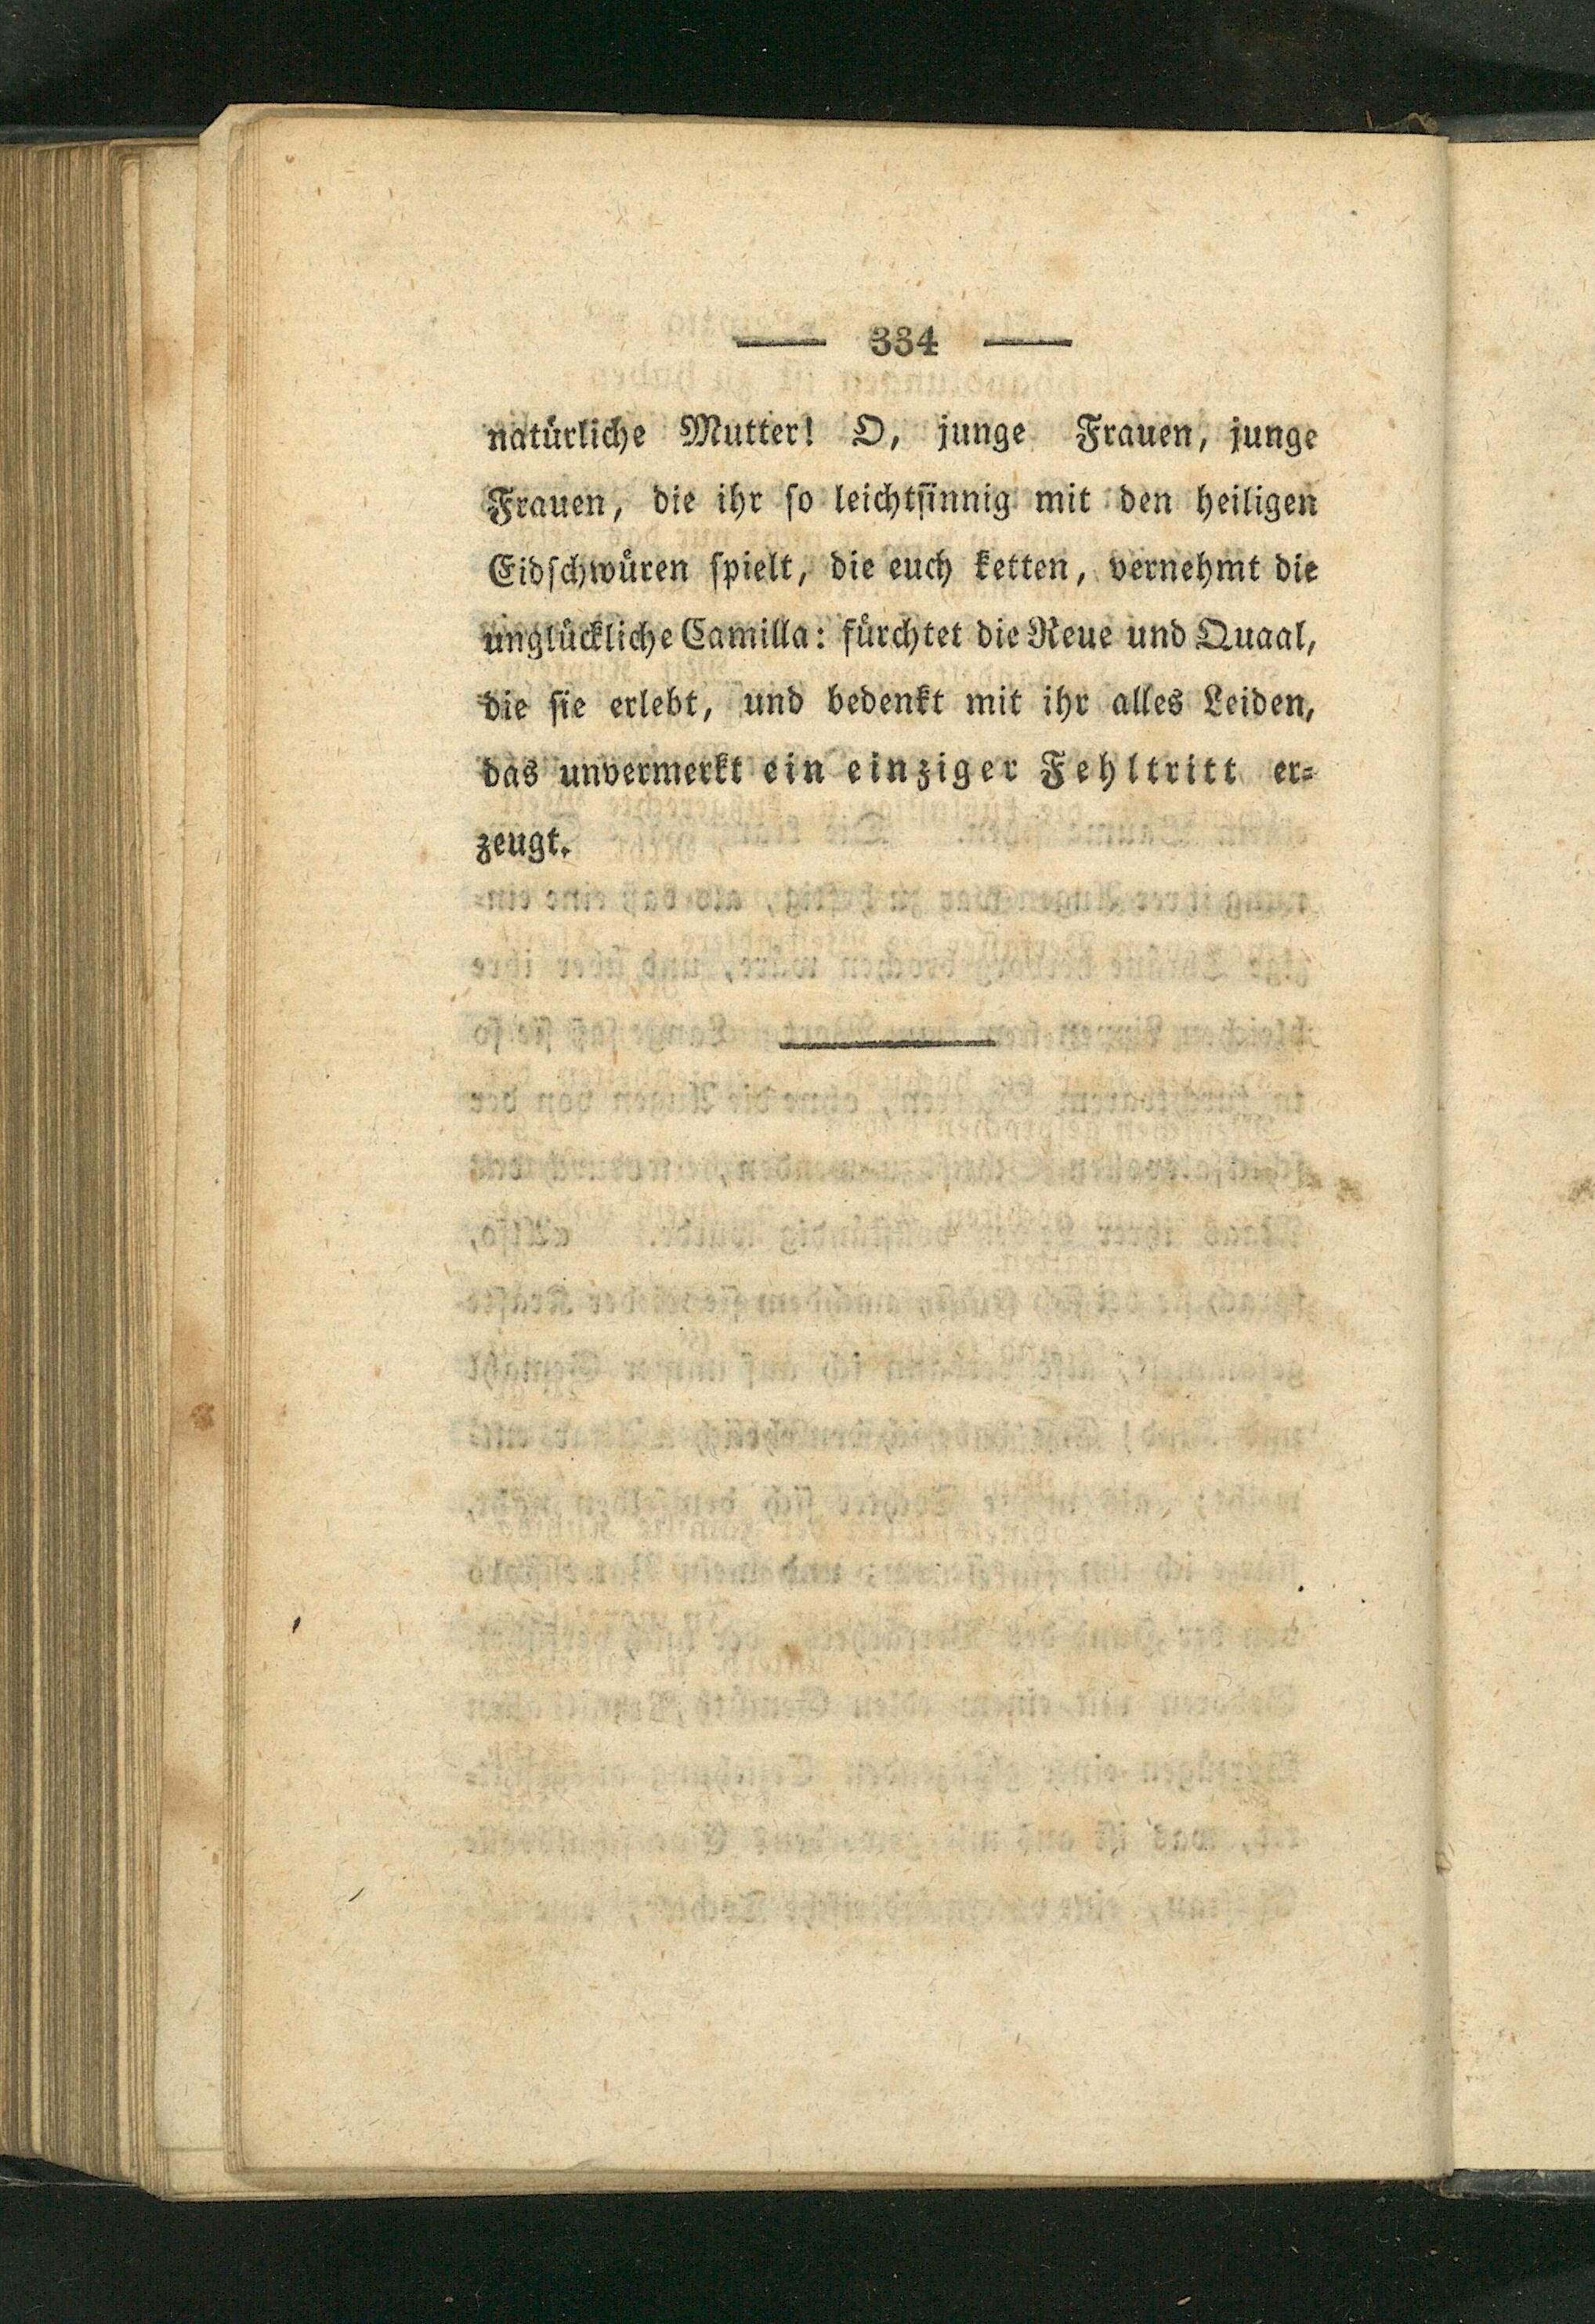 — 334 —
natürliche Mutter! O, junge Frauen, junge
Frauen, die ihr so leichtsinnig mit den heiligen
Eidschwüren spielt, die euch ketten, vernehmt die
unglückliche Camilla: fürchtet die Reue und Quaal,
die sie erlebt, und bedenkt mit ihr alles Leiden,
das unvermerkt ein einziger Fehltritt er-
zeugt.